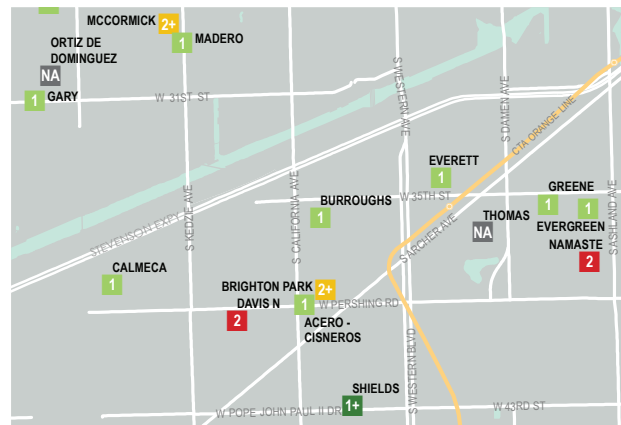 MCCORMICK
2+
1
MADERO
ORTIZ DE
DOMINGUEZ
NA
1
GARY
W 31ST ST
S WESTERN AVE
S DAMEN AVE
CTA ORANGE LINE
EVERETT
1
W 35TH ST
GREENE
1
1
EVERGREEN
S ASHLAND AVE
NAMASTE
2
THOMAS
NA
BURROUGHS
1
S CALIFORNIA AVE
S KEDZIE AVE
STEVENSON EXPY
S ARCHER AVE
CALMECA
1
BRIGHTON PARK
2+
DAVIS N
2
1
W PERSHING RD
ACERO -
CISNEROS
SHIELDS
1+
S WESTERN BLVD
W POPE JOHN PAUL II DR
W 43RD ST